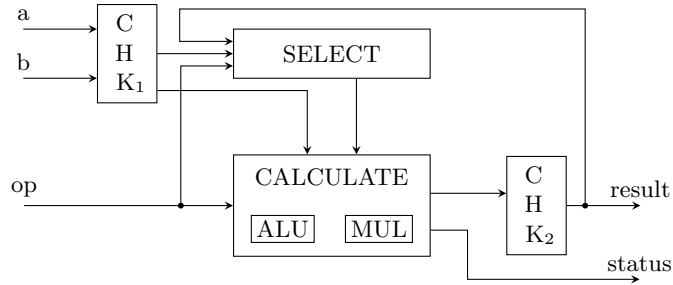 a
b
C
H
K₁
SELECT
op
CALCULATE
ALU MUL
C
H
K₂
result
status